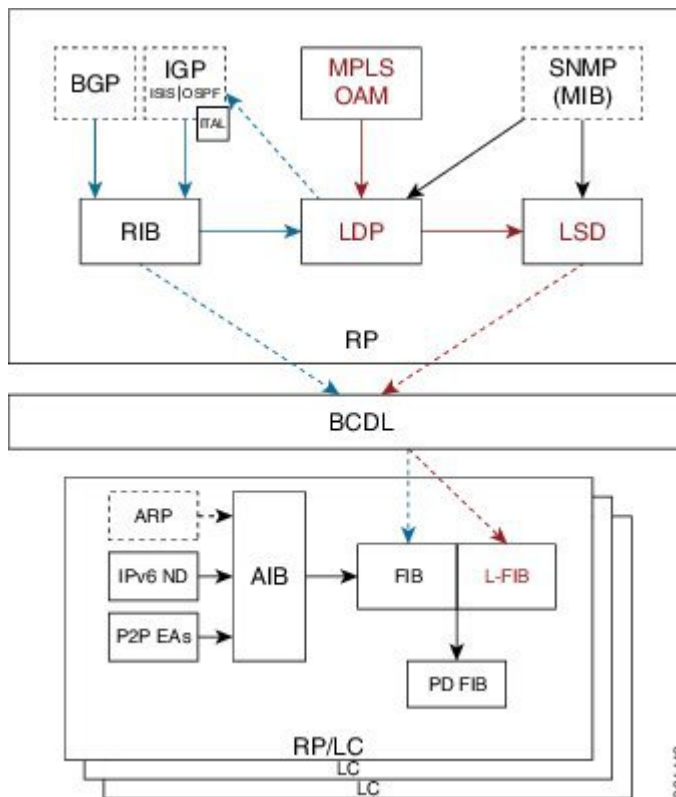 BGP
IGP
ISIS|OSPF
ITAL
MPLS
OAM
SNMP
(MIB)
RIB
LDP
LSD
RP
BCDL
ARP
IPv6 ND
P2P EAs
AIB
FIB
L-FIB
PD FIB
RP/LC
LC
LC